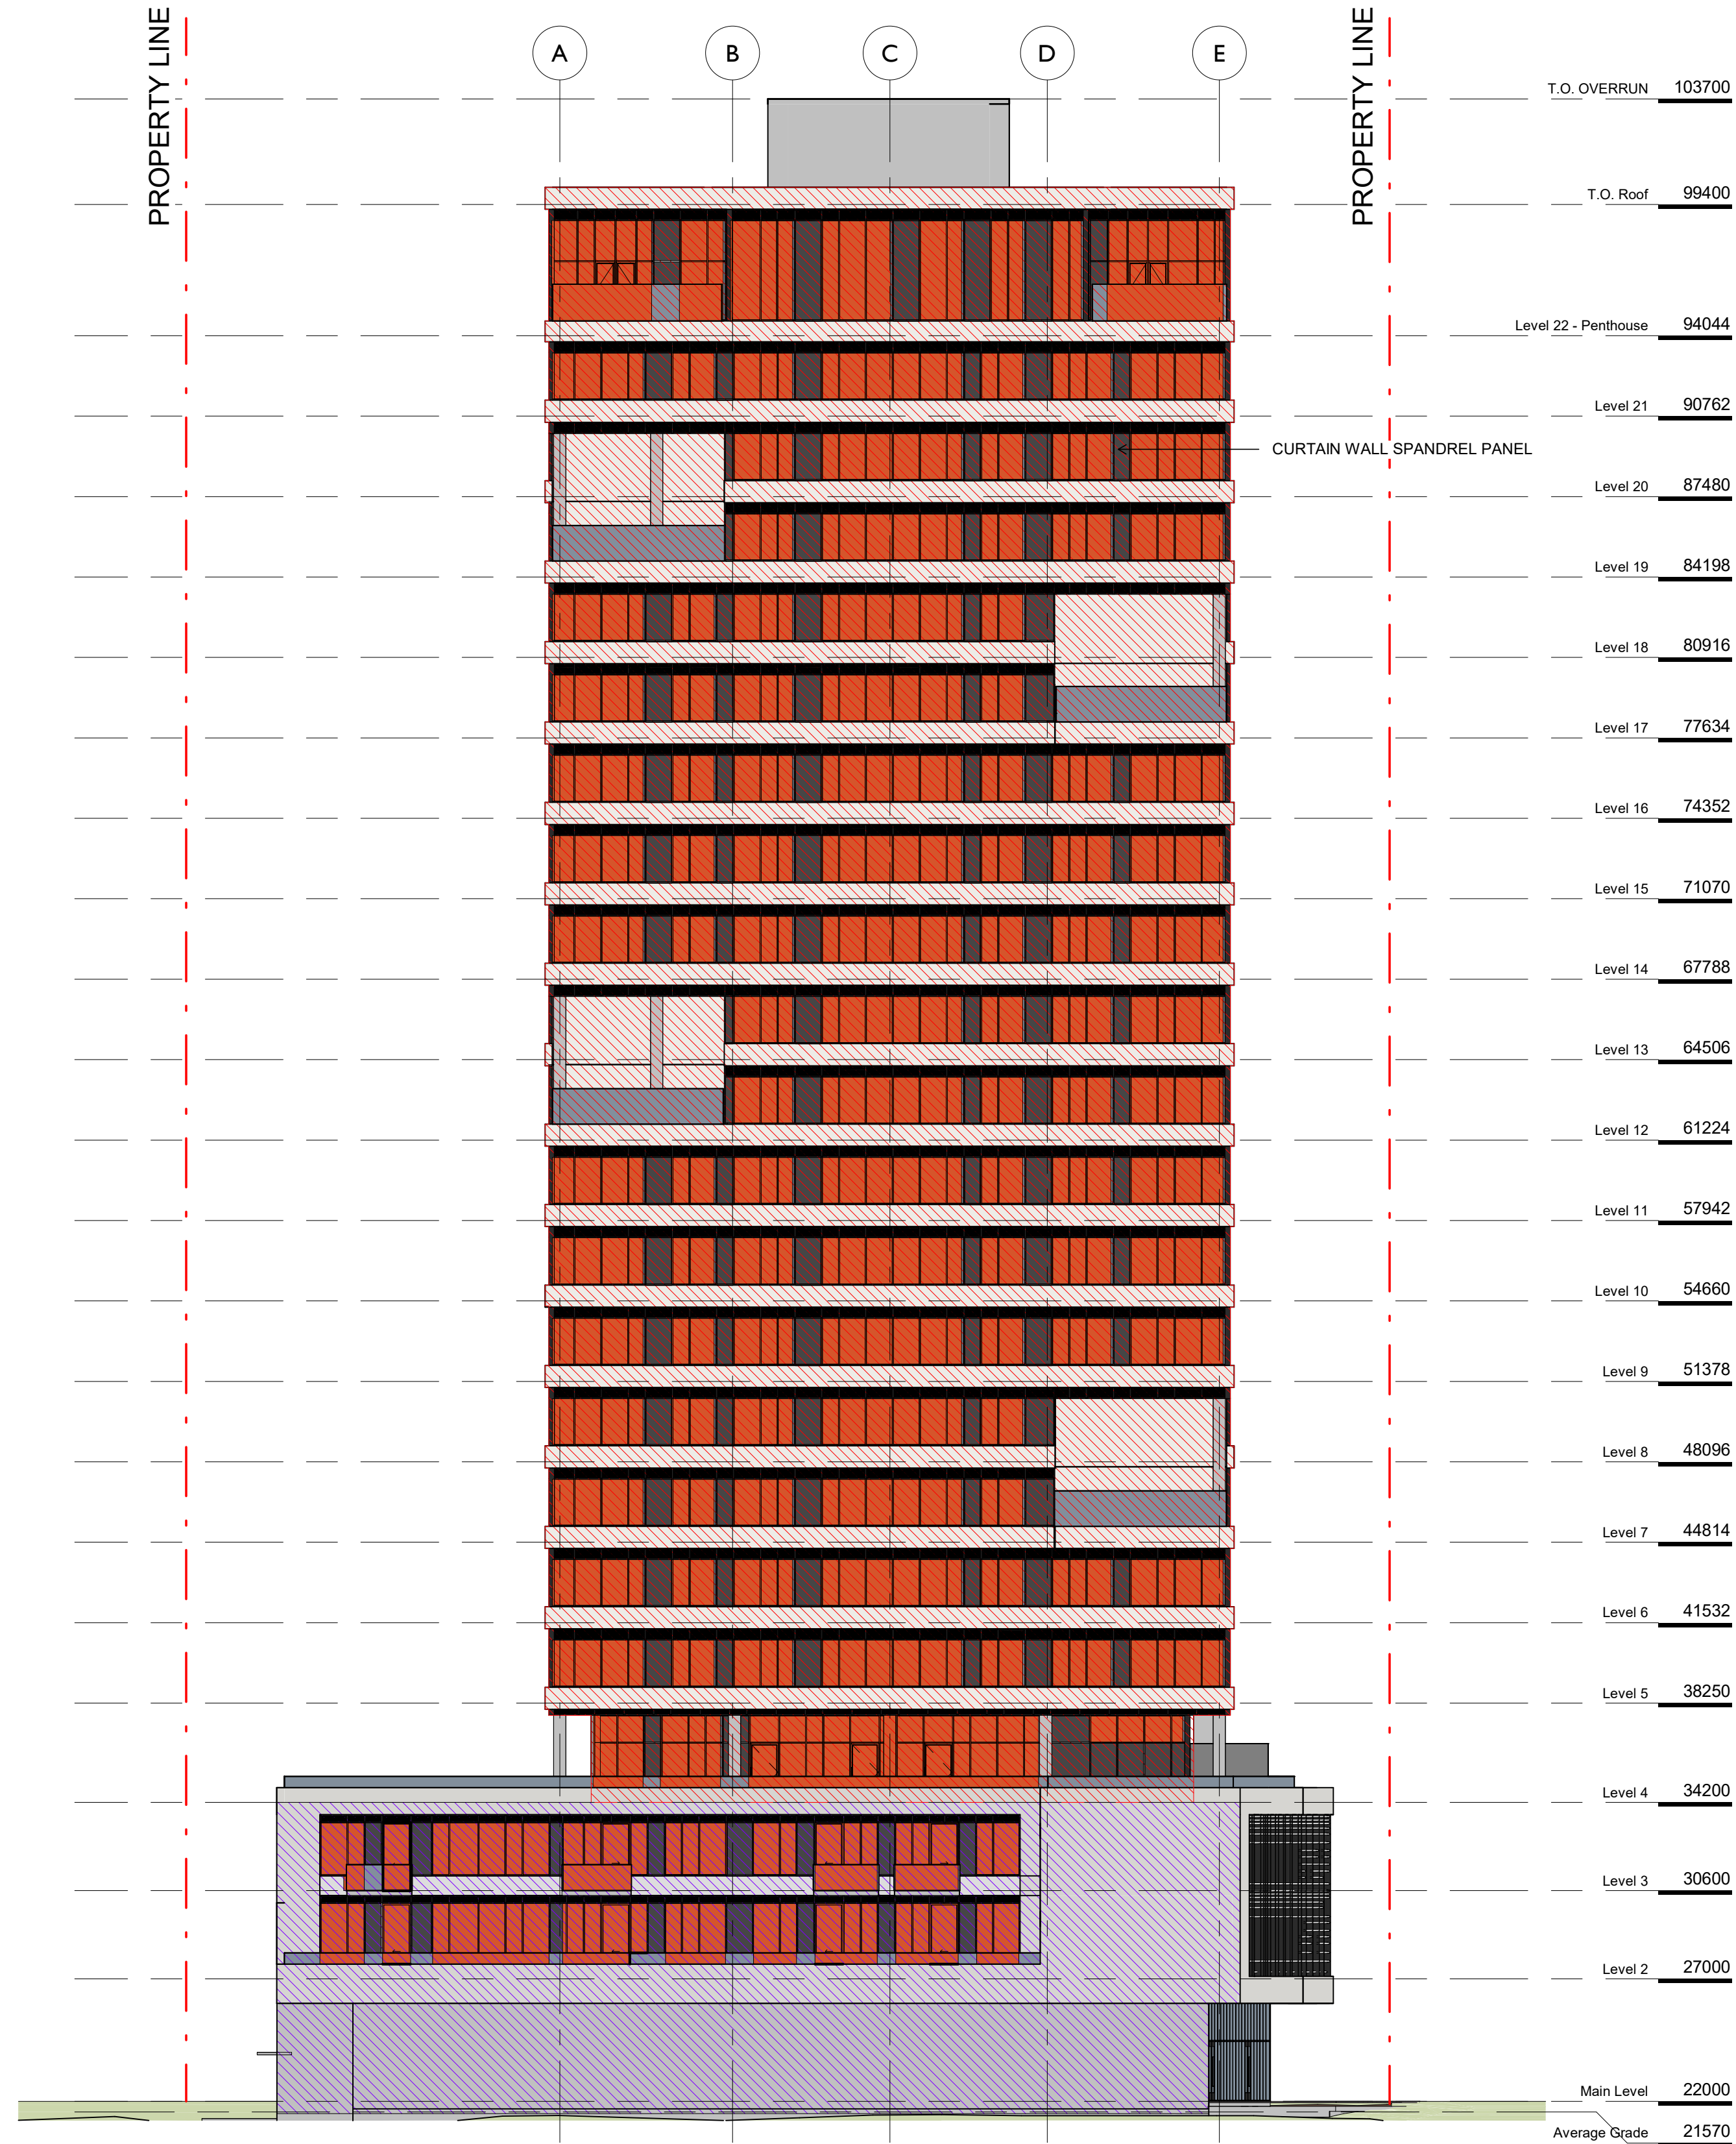 PROPERTY LINE
A
B
C
D
E
PROPERTY LINE
T.O. OVERRUN 103700
T.O. Roof 99400
Level 22 - Penthouse 94044
Level 21 90762
CURTAIN WALL SPANDREL PANEL
Level 20 87480
Level 19 84198
Level 18 80916
Level 17 77634
Level 16 74352
Level 15 71070
Level 14 67788
Level 13 64506
Level 12 61224
Level 11 57942
Level 10 54660
Level 9 51378
Level 8 48096
Level 7 44814
Level 6 41532
Level 5 38250
Level 4 34200
Level 3 30600
Level 2 27000
Main Level 22000
Average Grade 21570